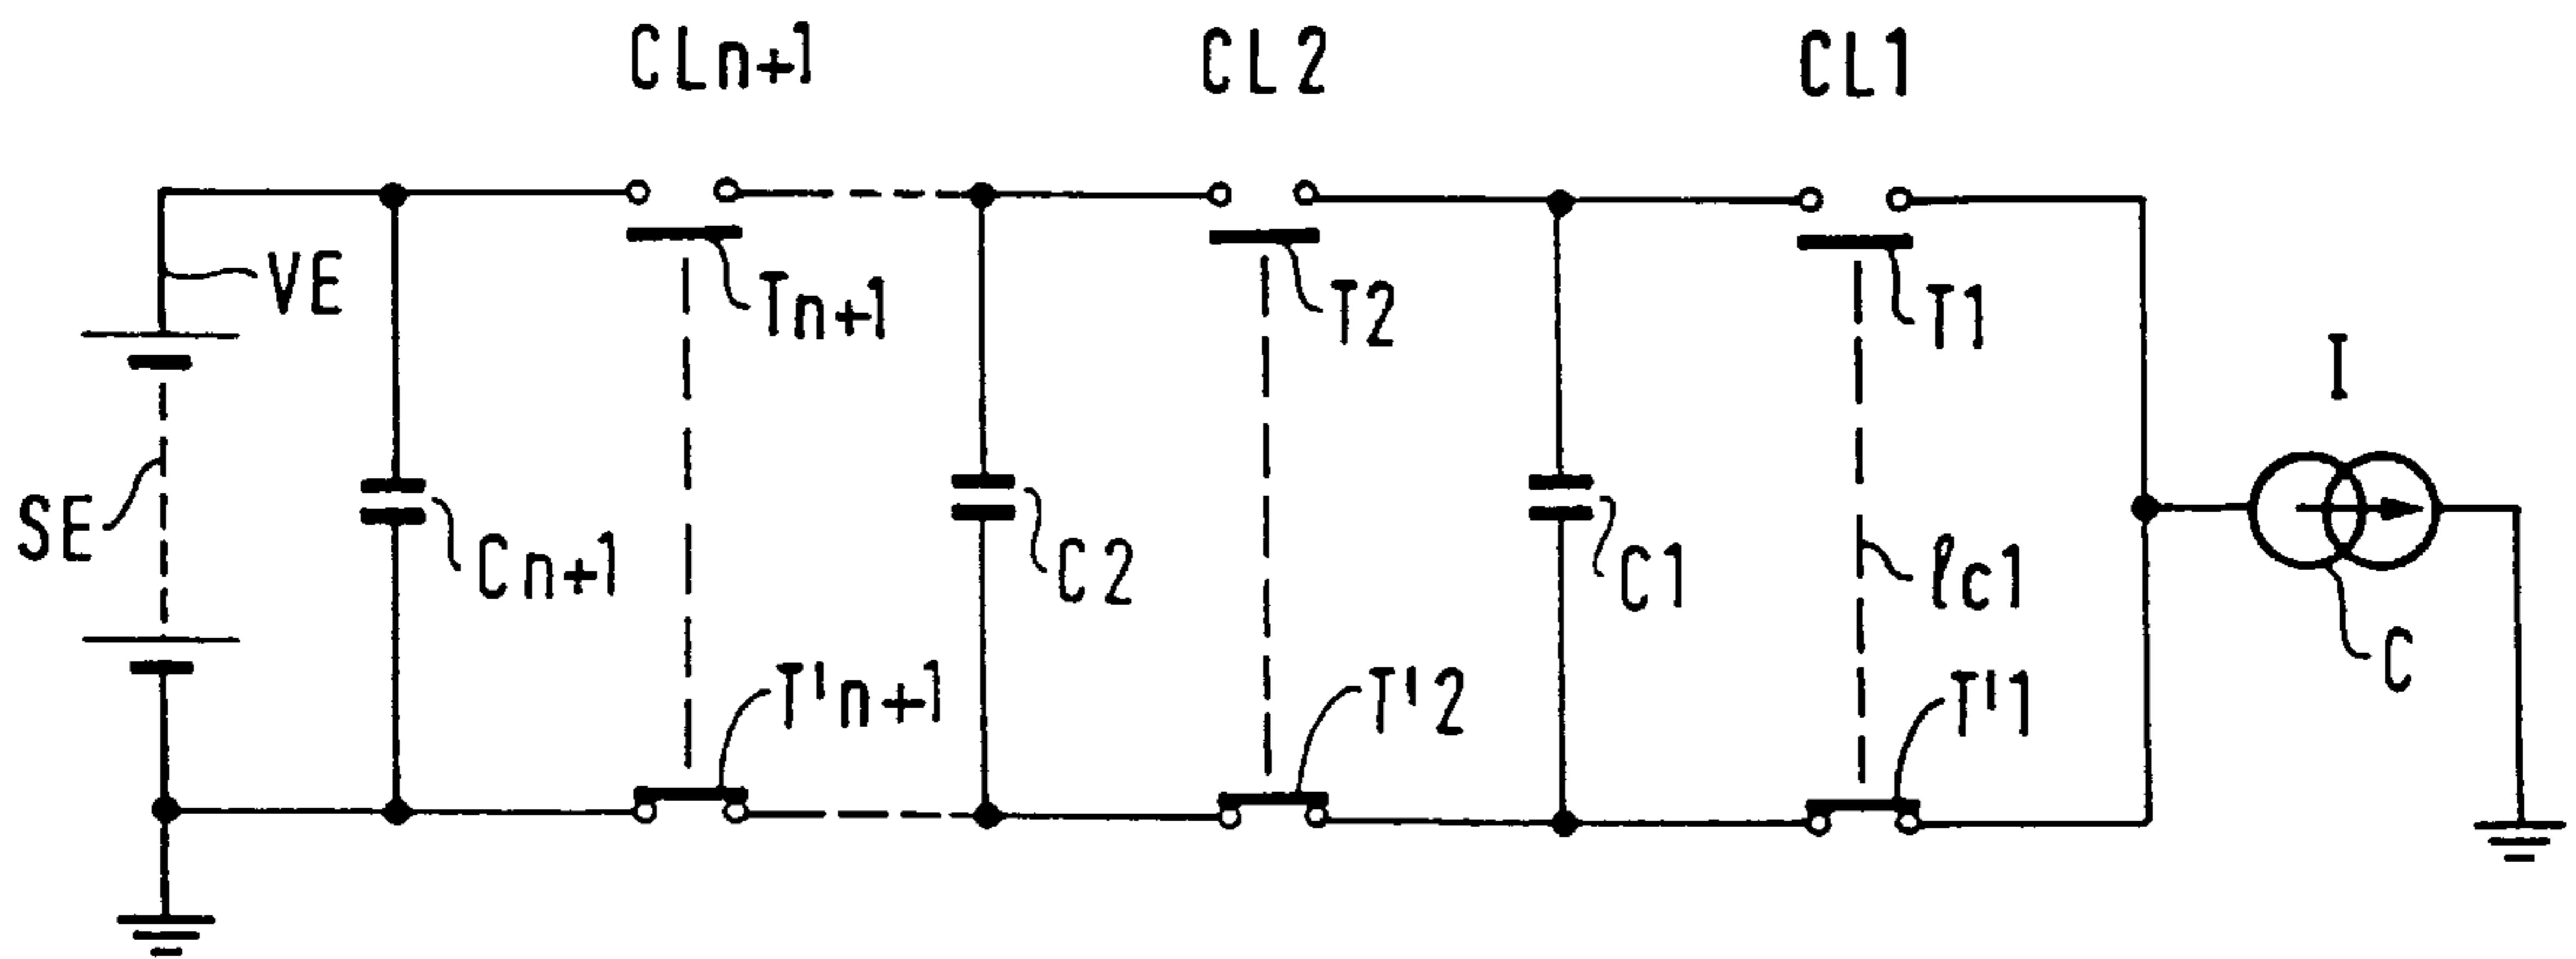 CLn+1
CL2
CL1
VE
Tn+1
T2
T1
I
SE
Cn+1
C2
C1
ℓc1
C
T'n+1
T'2
T'1